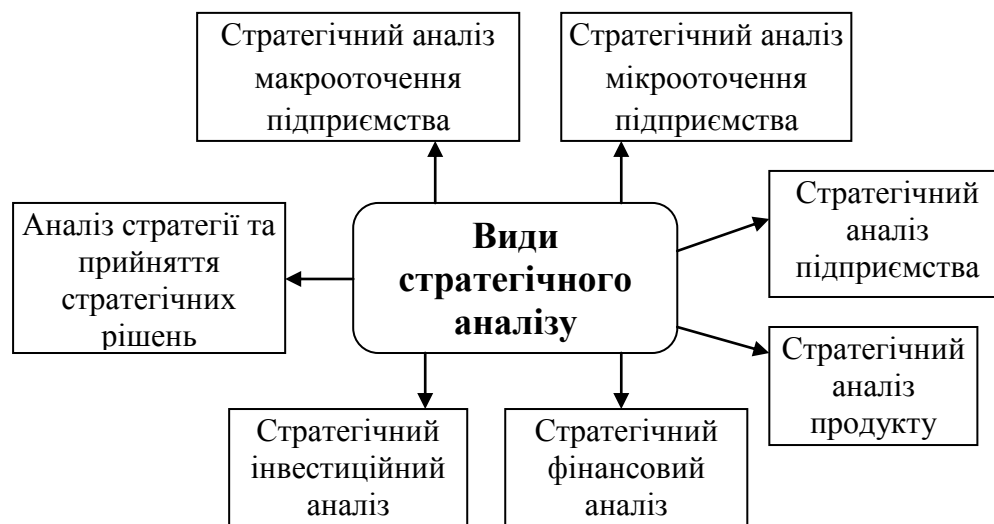 Стратегічний аналіз
макрооточення
підприємства
Стратегічний аналіз
мікрооточення
підприємства
Стратегічний
аналіз
підприємства
Аналіз стратегії та
прийняття
стратегічних
рішень
Види
стратегічного
аналізу
Стратегічний
аналіз
продукту
Стратегічний
інвестиційний
аналіз
Стратегічний
фінансовий
аналіз